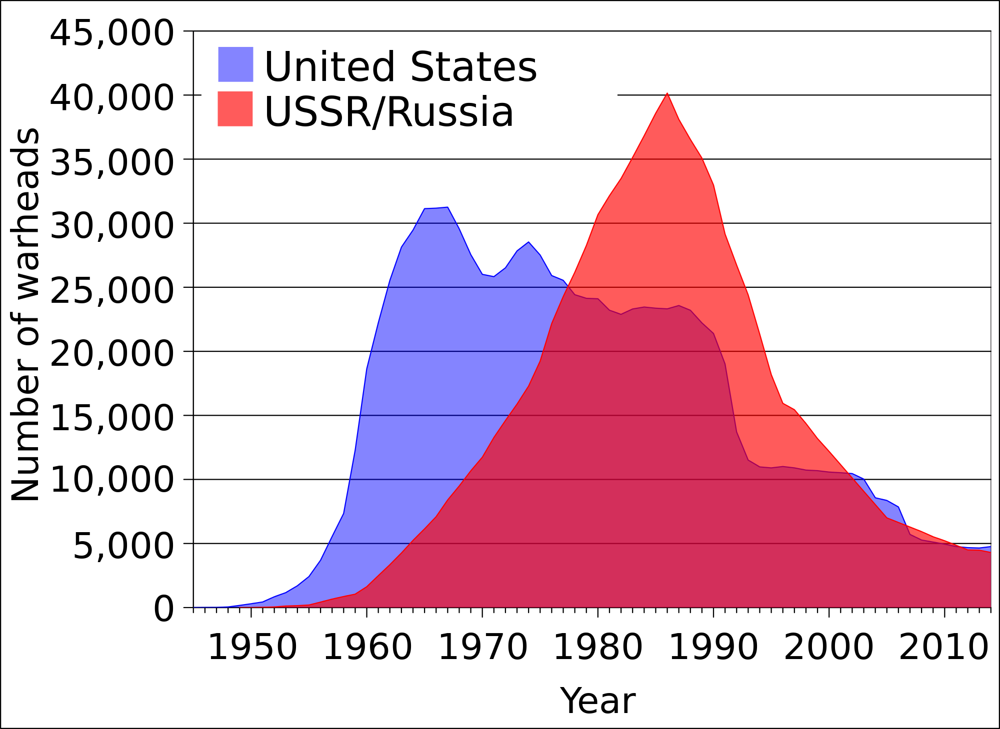 45,000
United States
40,000
USSR/Russia
35,000
30,000
25,000
20,000
15,000
10,000
5,000
0
Number of warheads
1950 1960 1970 1980 1990 2000 2010
Year